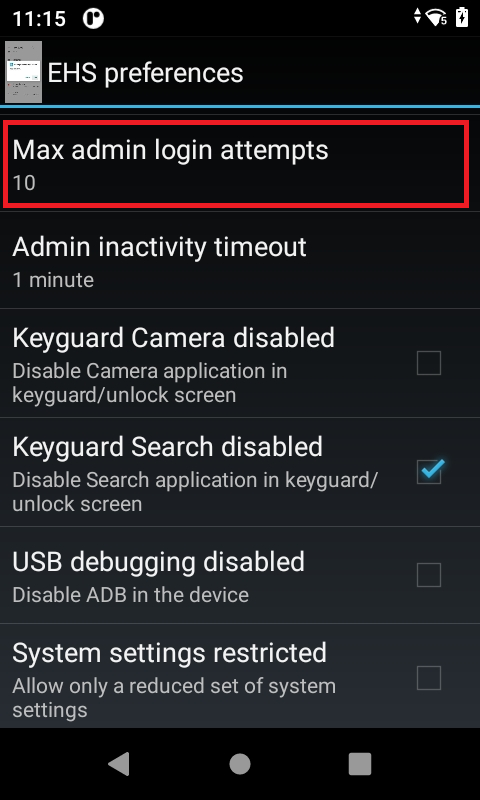 11:15
5
EHS preferences
Max admin login attempts
10
Admin inactivity timeout
1 minute
Keyguard Camera disabled
Disable Camera application in
keyguard/unlock screen
Keyguard Search disabled
Disable Search application in keyguard/
unlock screen
USB debugging disabled
Disable ADB in the device
System settings restricted
Allow only a reduced set of system
settings